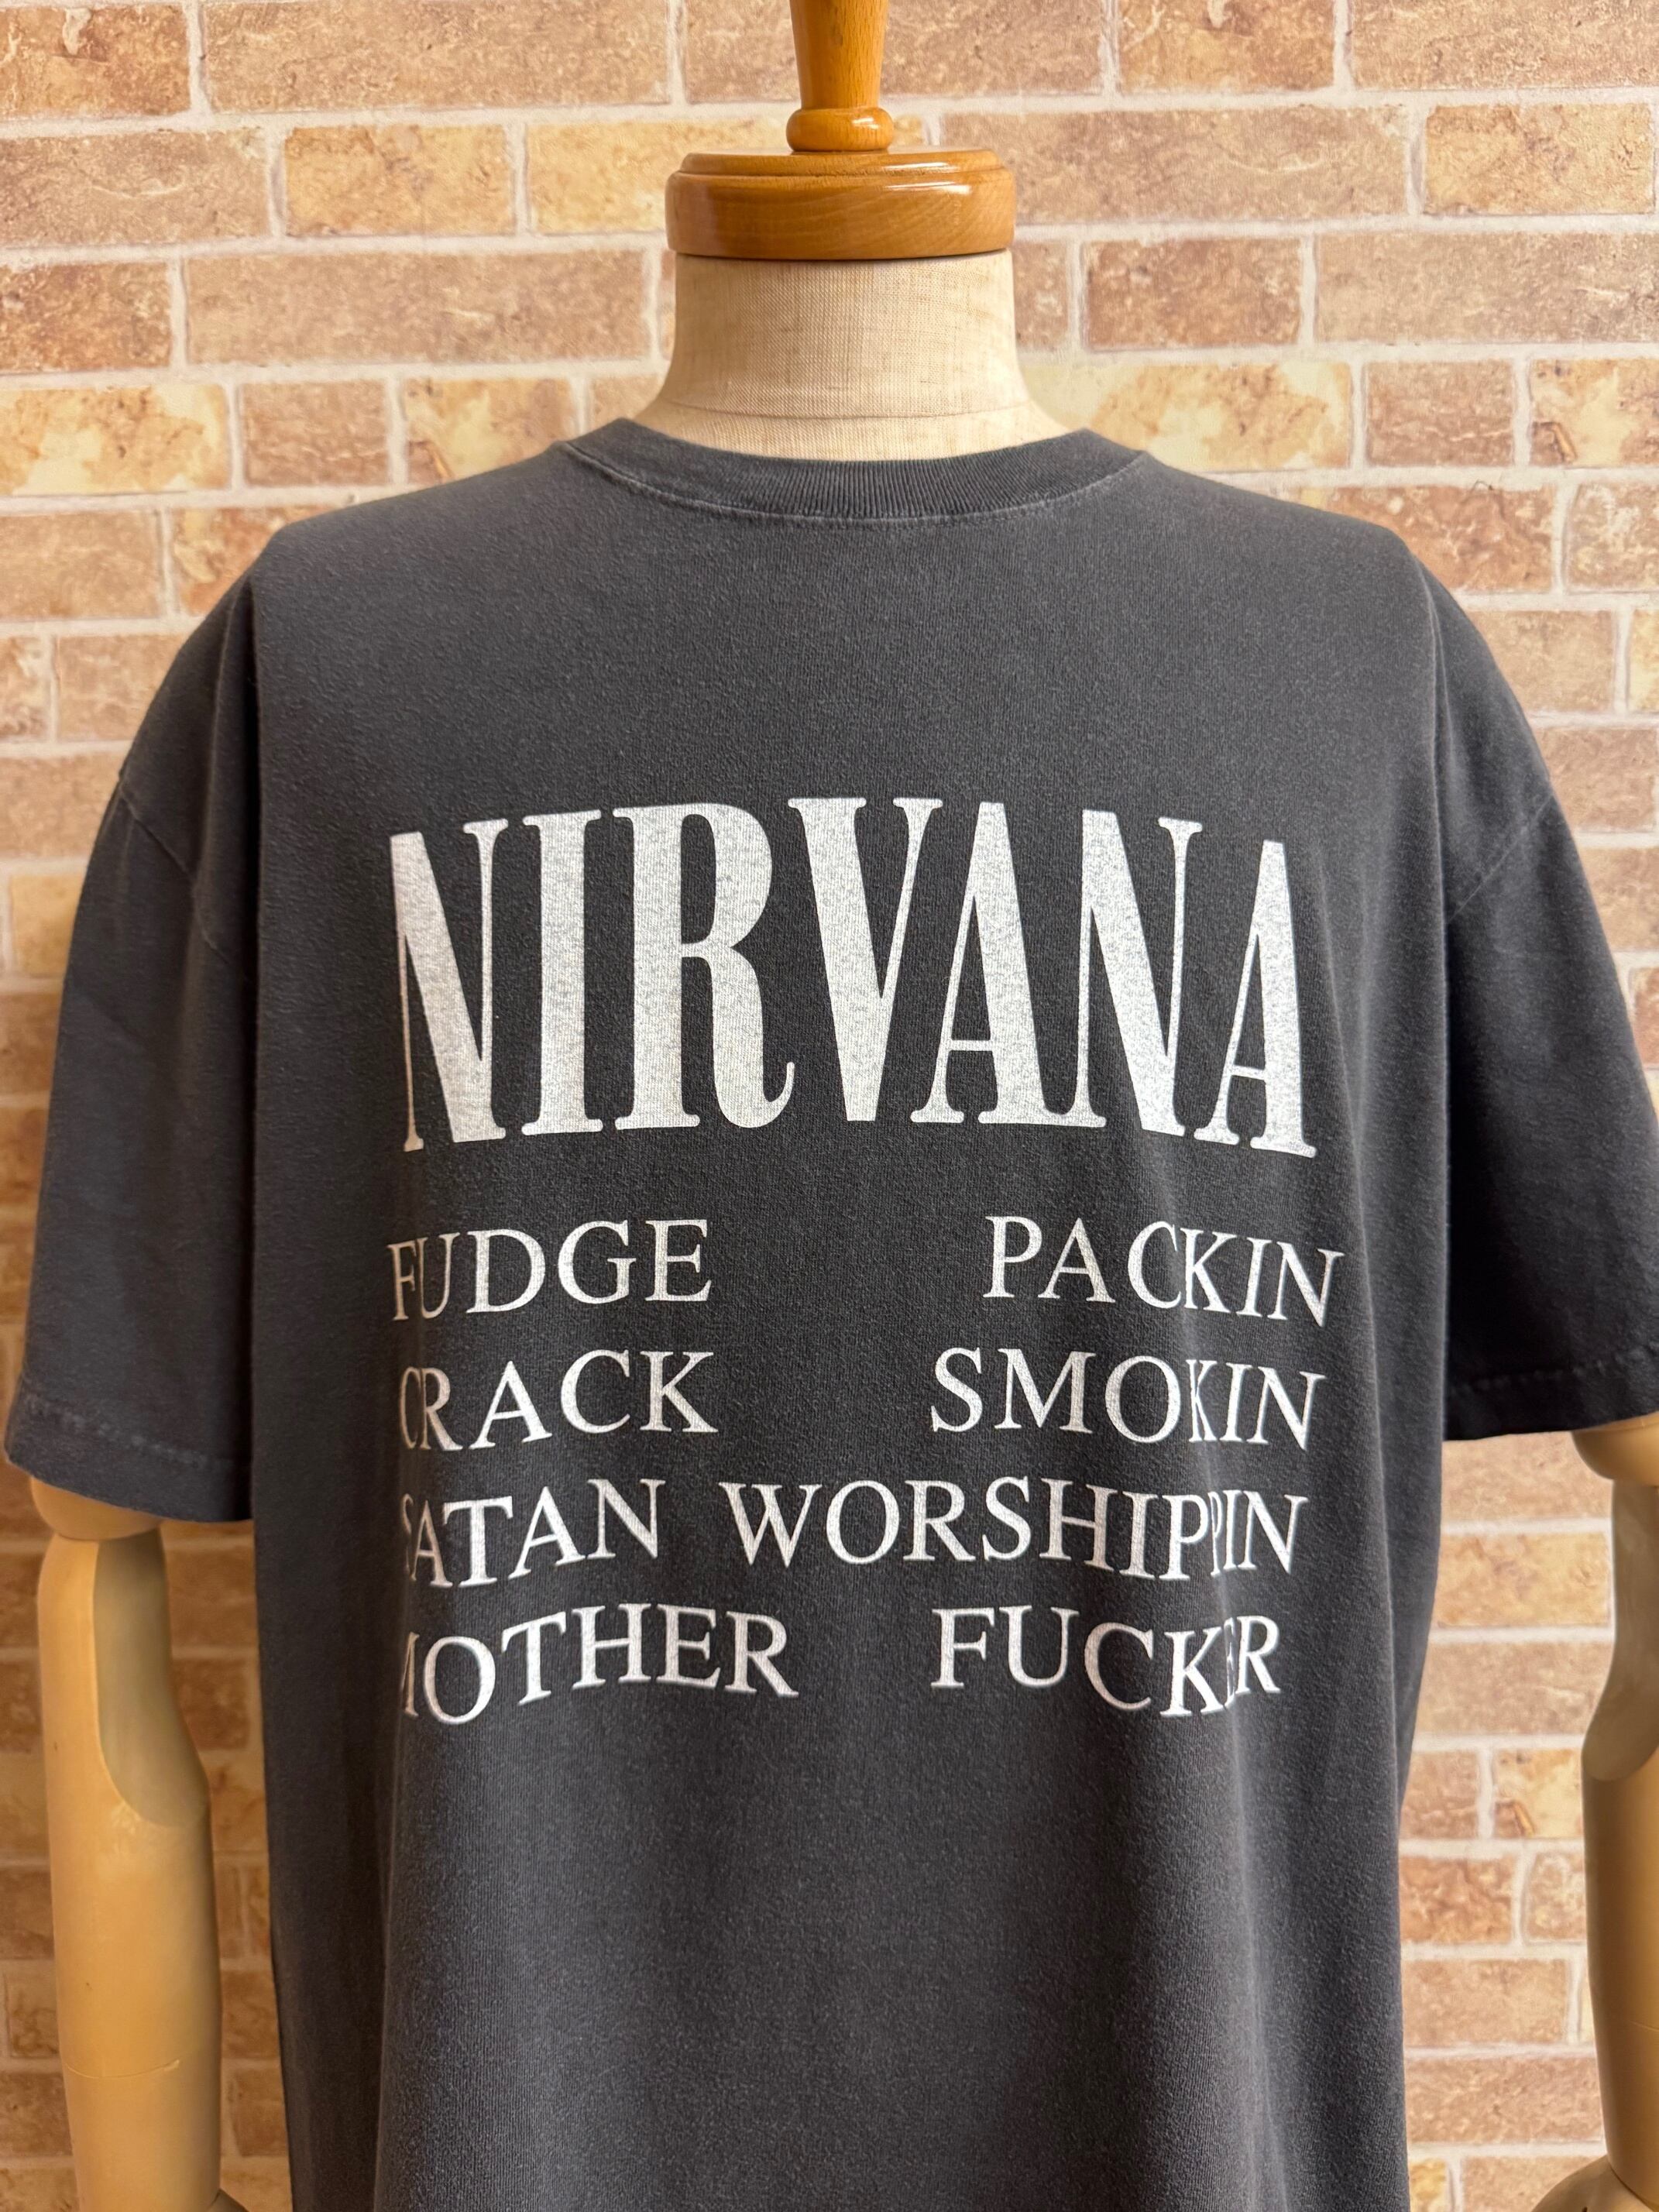 NIRVANA
FUDGE PACKIN
CRACK SMOKIN
SATAN WORSHIPPIN
MOTHER FUCKER